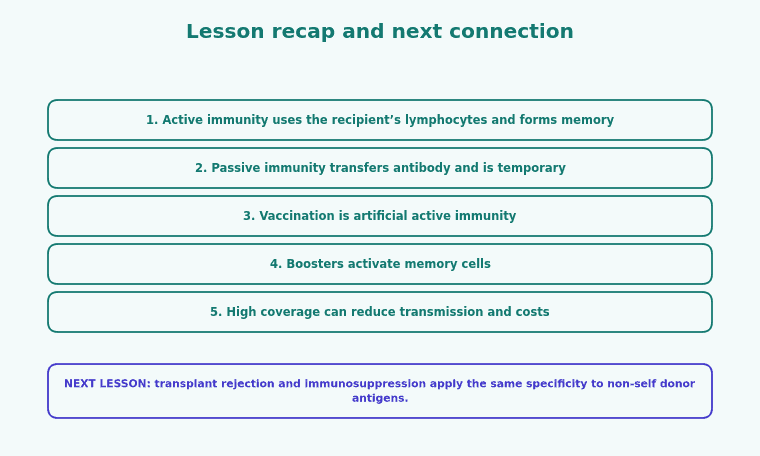 Lesson recap and next connection
1. Active immunity uses the recipient’s lymphocytes and forms memory
2. Passive immunity transfers antibody and is temporary
3. Vaccination is artificial active immunity
4. Boosters activate memory cells
5. High coverage can reduce transmission and costs
NEXT LESSON: transplant rejection and immunosuppression apply the same specificity to non-self donor
antigens.